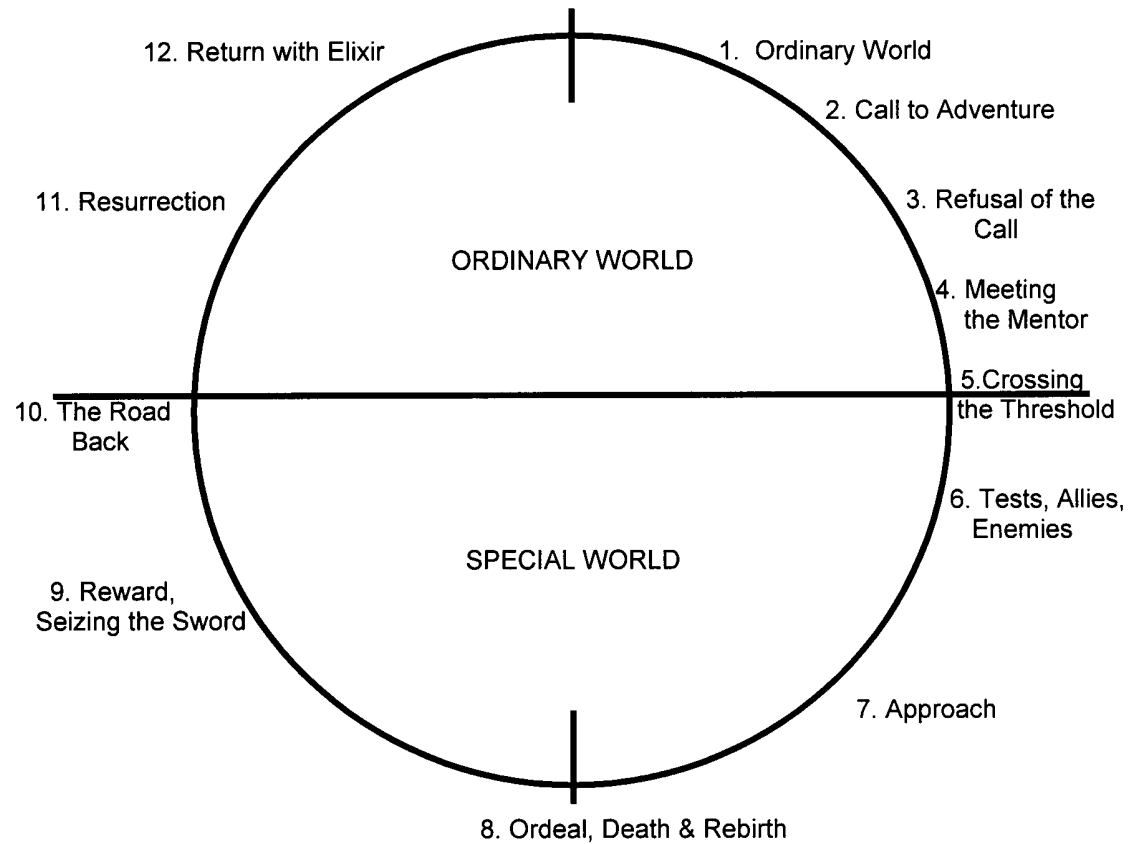 12. Return with Elixir
1. Ordinary World
2. Call to Adventure
11. Resurrection
3. Refusal of the
Call
ORDINARY WORLD
4. Meeting
the Mentor
5.Crossing
the Threshold
10. The Road
Back
6. Tests, Allies,
Enemies
SPECIAL WORLD
9. Reward,
Seizing the Sword
7. Approach
8. Ordeal, Death & Rebirth